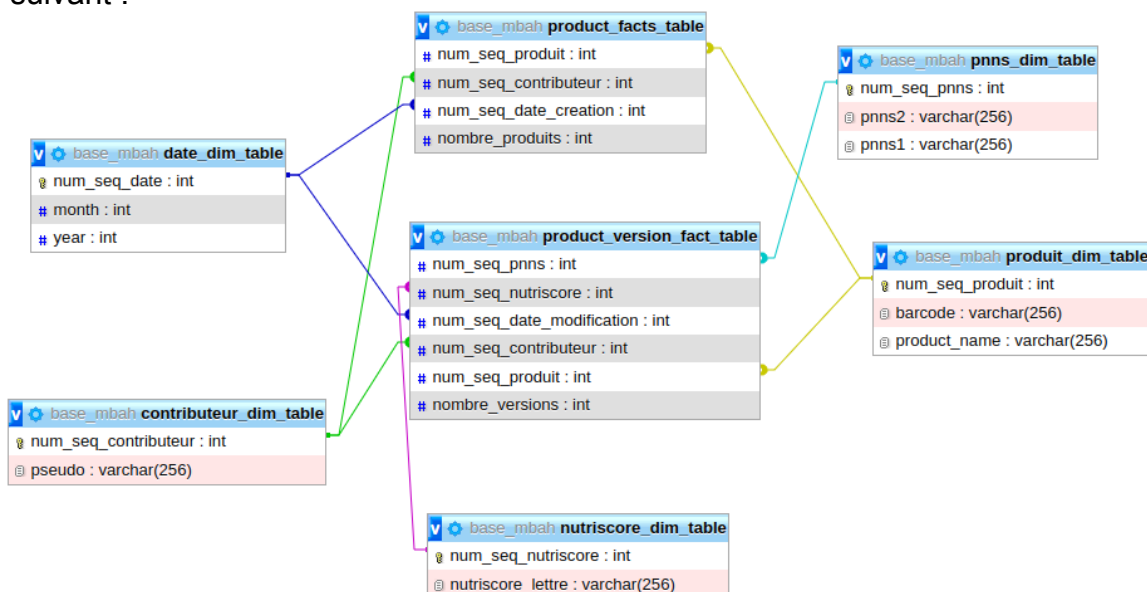 suivant :
base_mbah product_facts_table
num_seq_produit : int
num_seq_contributeur : int
num_seq_date_creation : int
nombre_produits : int
base_mbah pnns_dim_table
num_seq_pnns : int
pnns2 : varchar(256)
pnns1 : varchar(256)
base_mbah date_dim_table
num_seq_date : int
month : int
year : int
base_mbah product_version_fact_table
num_seq_pnns : int
num_seq_nutriscore : int
num_seq_date_modification : int
num_seq_contributeur : int
num_seq_produit : int
nombre_versions : int
base_mbah produit_dim_table
num_seq_produit : int
barcode : varchar(256)
product_name : varchar(256)
base_mbah contributeur_dim_table
num_seq_contributeur : int
pseudo : varchar(256)
base_mbah nutriscore_dim_table
num_seq_nutriscore : int
nutriscore_lettre : varchar(256)